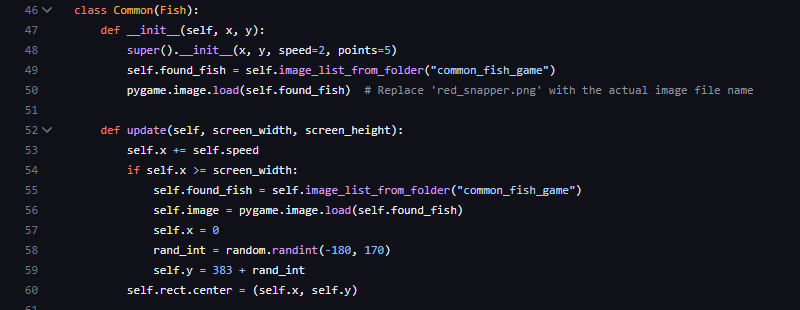 46 class Common(Fish):
47     def __init__(self, x, y):
48         super().__init__(x, y, speed=2, points=5)
49         self.found_fish = self.image_list_from_folder("common_fish_game")
50         pygame.image.load(self.found_fish)  # Replace 'red_snapper.png' with the actual image file name
51
52     def update(self, screen_width, screen_height):
53         self.x += self.speed
54         if self.x >= screen_width:
55             self.found_fish = self.image_list_from_folder("common_fish_game")
56             self.image = pygame.image.load(self.found_fish)
57             self.x = 0
58             rand_int = random.randint(-180, 170)
59             self.y = 383 + rand_int
60         self.rect.center = (self.x, self.y)